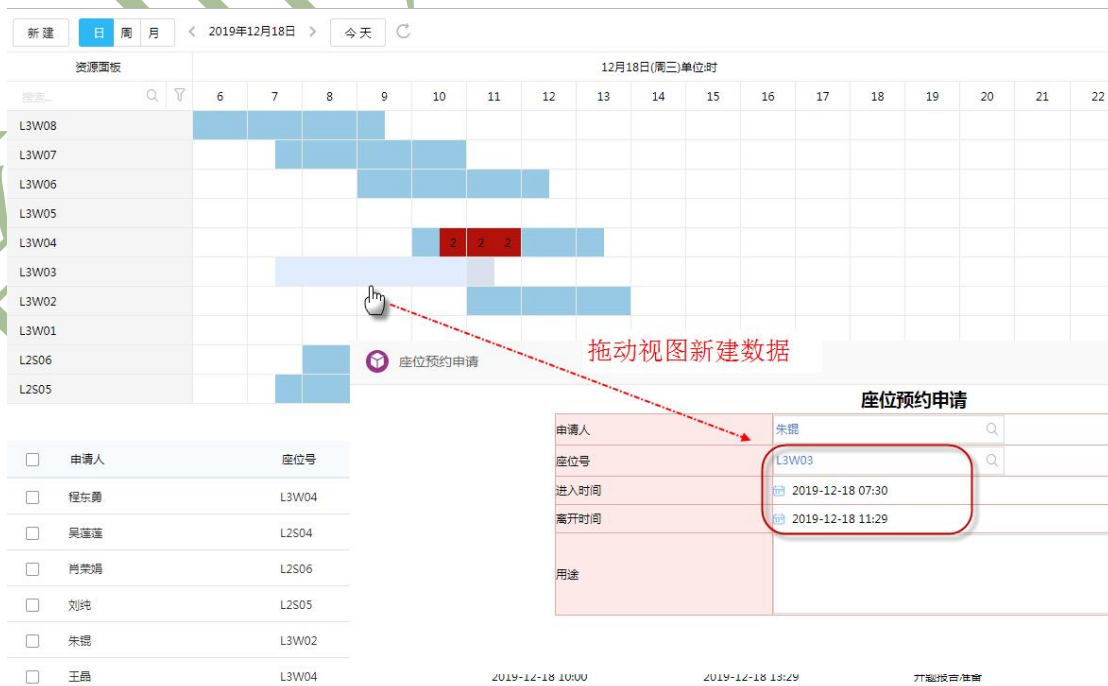 新建 日 周 月 2019年12月18日 今天
资源面板 12月18日(周三)单位:时
搜索... 6 7 8 9 10 11 12 13 14 15 16 17 18 19 20 21 22
L3W08
L3W07
L3W06
L3W05
L3W04 2 2 2
L3W03
L3W02
L3W01
L2S06
L2S05
拖动视图新建数据
座位预约申请
座位预约申请
申请人 朱锟
座位号 L3W03
进入时间 2019-12-18 07:30
离开时间 2019-12-18 11:29
用途
申请人 座位号
程东勇 L3W04
吴莲莲 L2S04
肖荣娟 L2S06
刘纯 L2S05
朱锟 L3W02
王晶 L3W04 2019-12-18 10:00 2019-12-18 13:29 开题报告准备